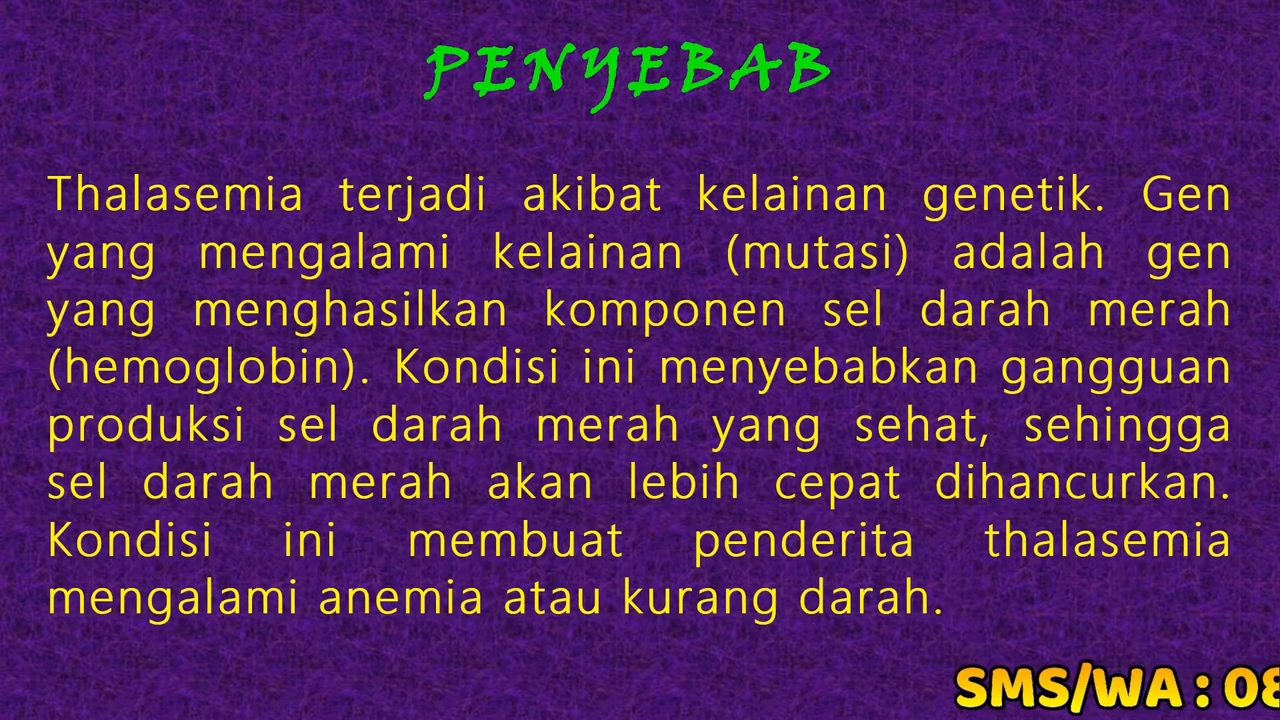 PENYEBAB
Thalasemia terjadi akibat kelainan genetik. Gen
yang mengalami kelainan (mutasi) adalah gen
yang menghasilkan komponen sel darah merah
(hemoglobin). Kondisi ini menyebabkan gangguan
produksi sel darah merah yang sehat, sehingga
sel darah merah akan lebih cepat dihancurkan.
Kondisi ini membuat penderita thalasemia
mengalami anemia atau kurang darah.
SMS/WA : 08